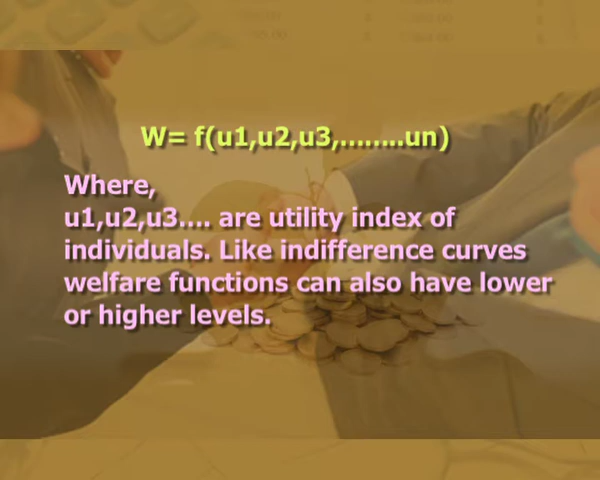 W= f(u1,u2,u3,........un)
Where,
u1,u2,u3.... are utility index of
individuals. Like indifference curves
welfare functions can also have lower
or higher levels.